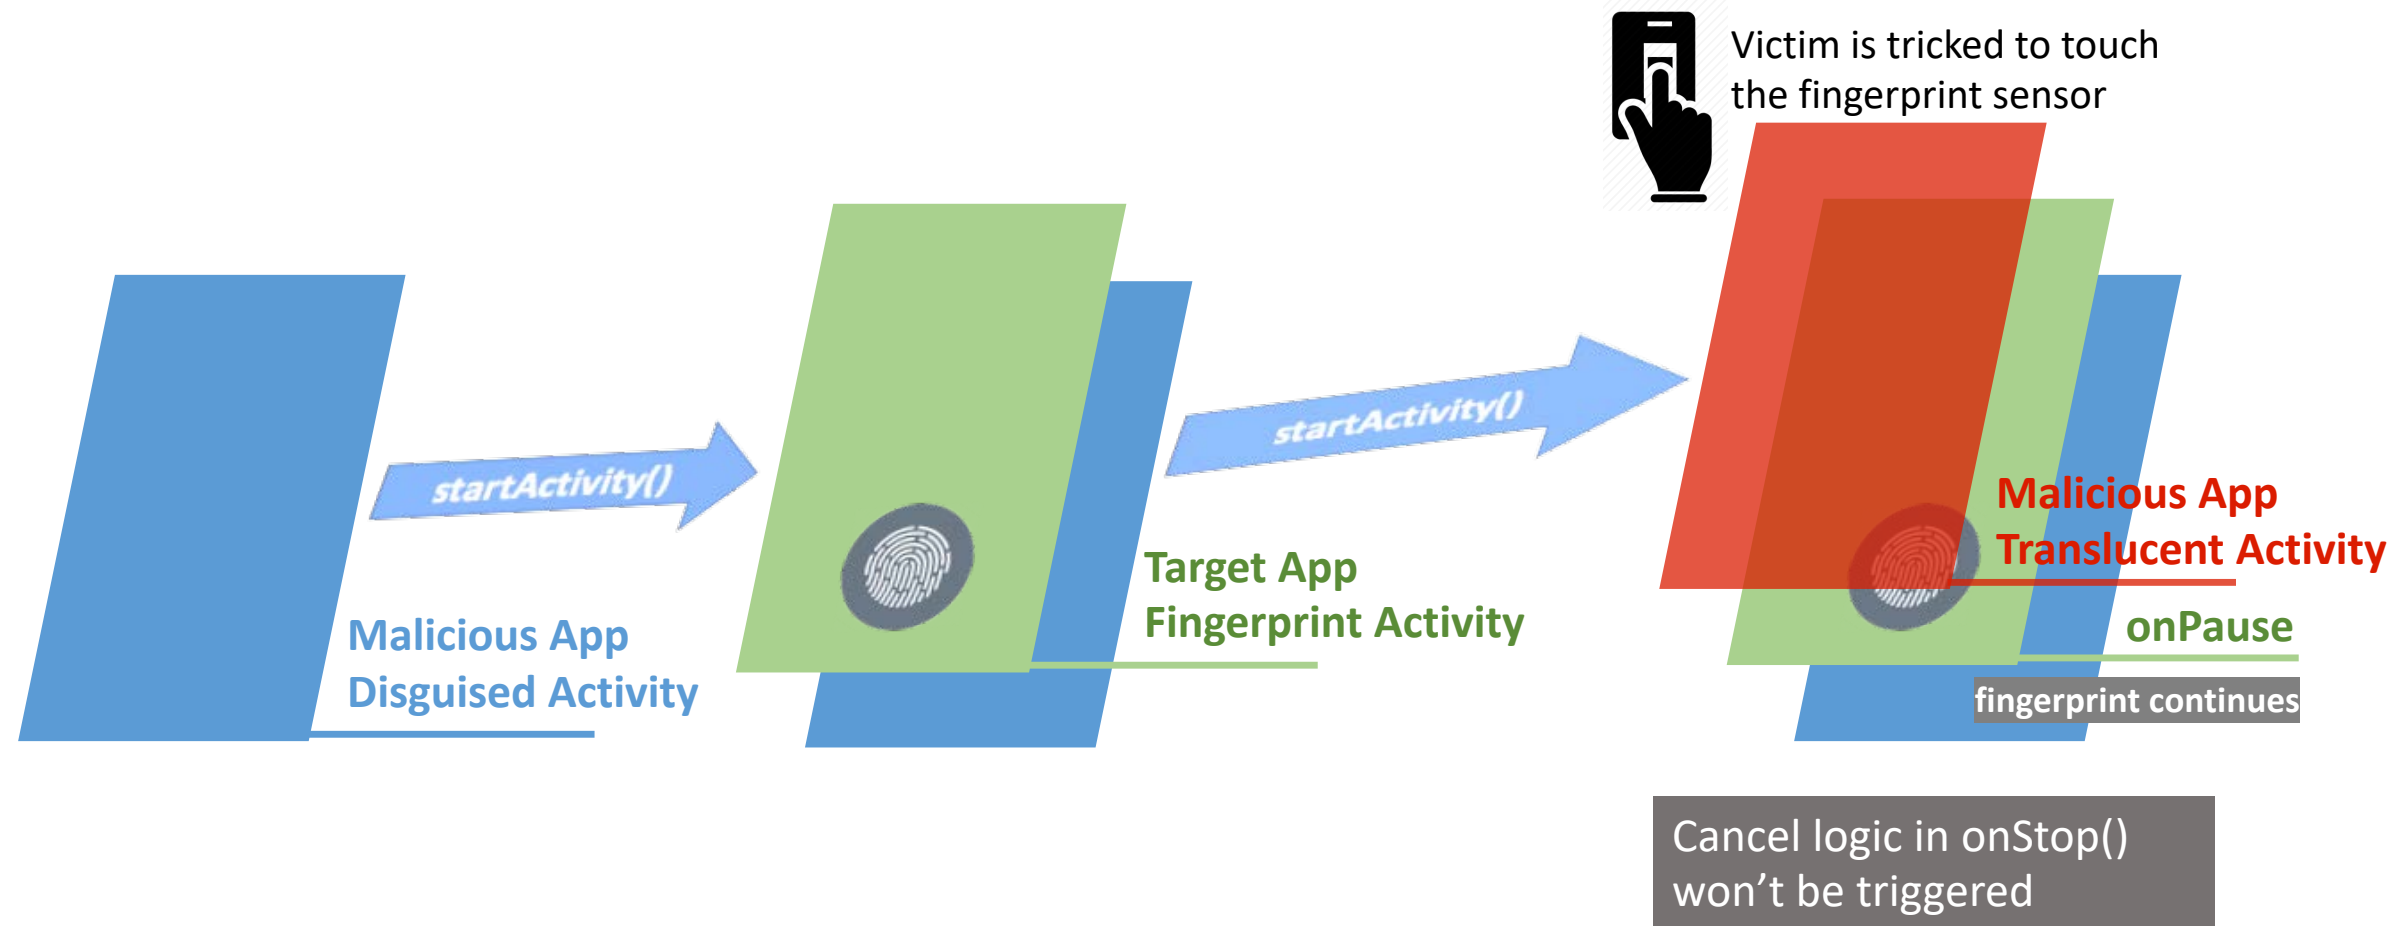 Victim is tricked to touch
the fingerprint sensor
startActivity()
startActivity()
Malicious App
Disguised Activity
Target App
Fingerprint Activity
Malicious App
Translucent Activity
onPause
fingerprint continues
Cancel logic in onStop()
won’t be triggered